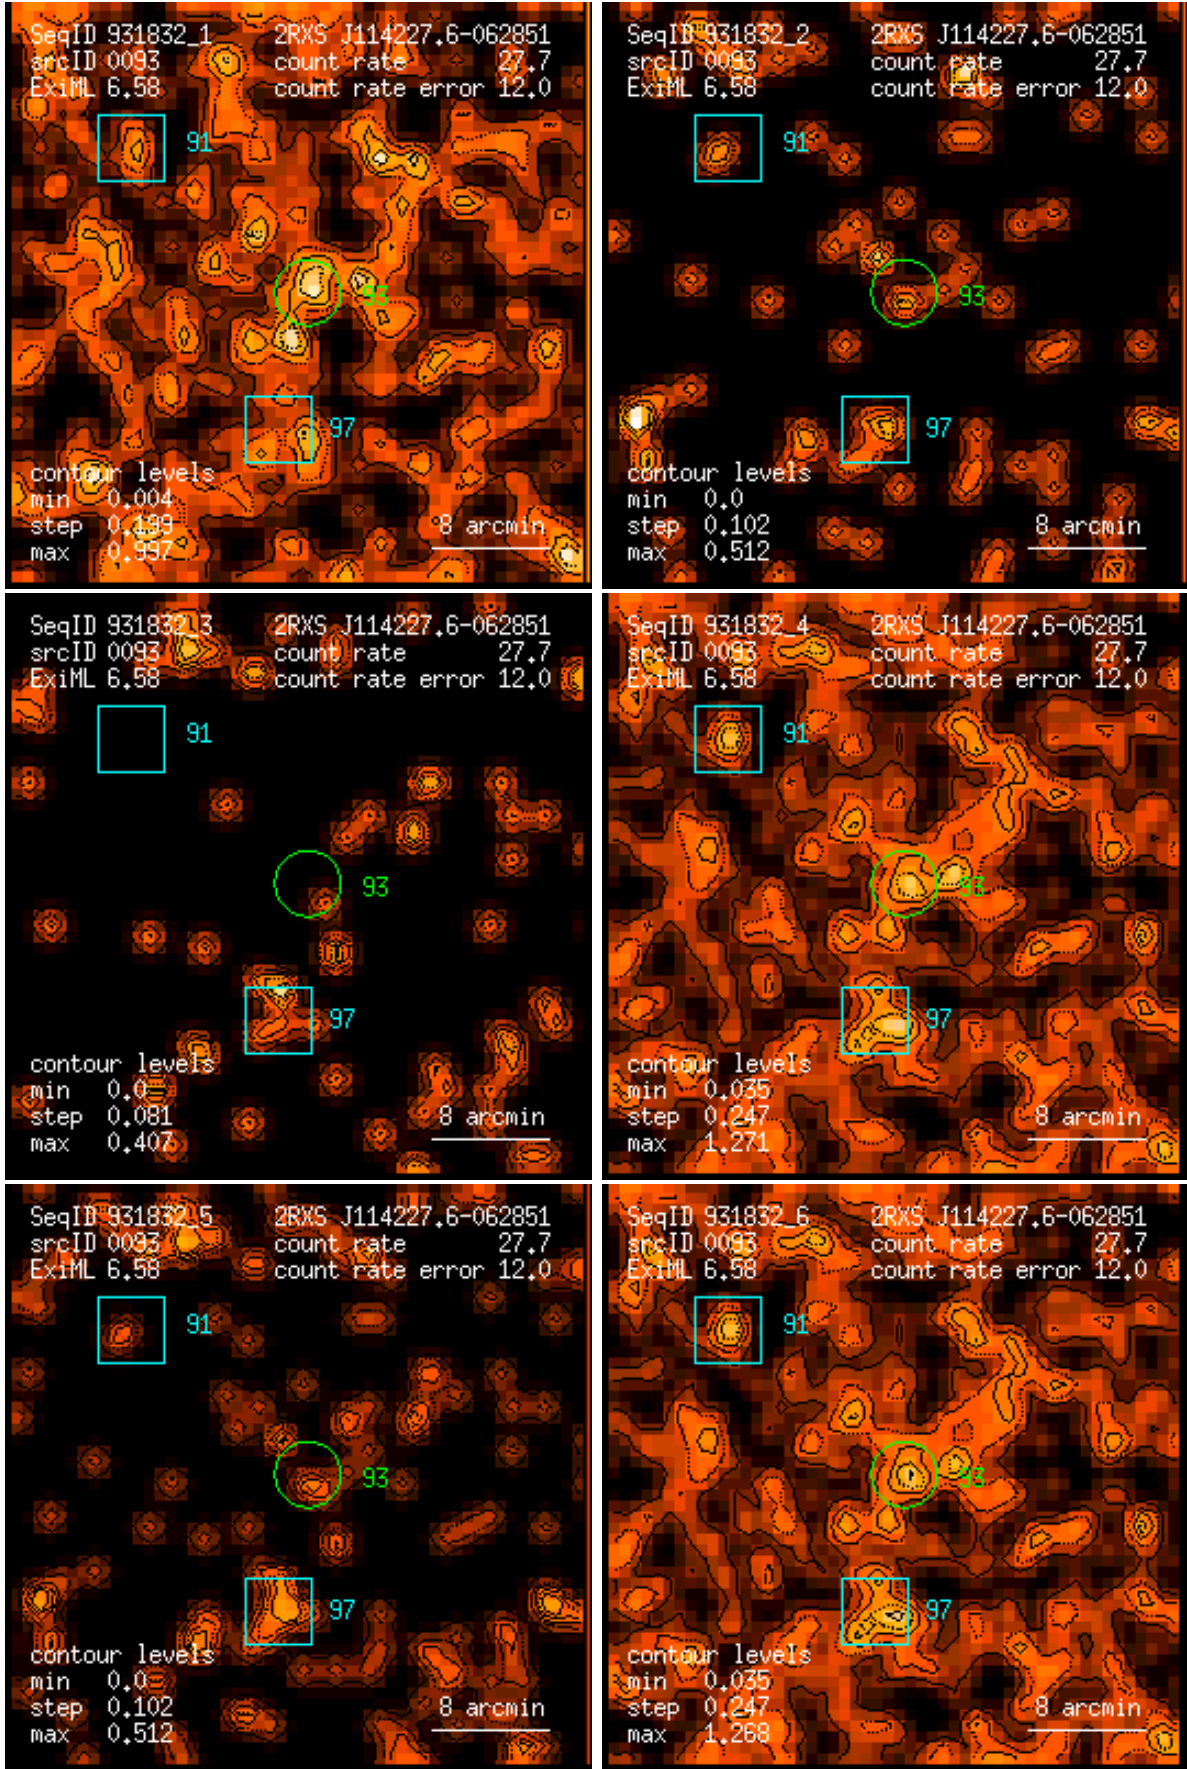 SeqID 931832_1 2RXS J114227.6-062851
srcID 0093 count rate 27.7
ExiML 6.58 count rate error 12.0
91
93
97
contour levels
min 0.004
step 0.199
max 0.997
8 arcmin
SeqID 931832_2 2RXS J114227.6-062851
srcID 0093 count rate 27.7
ExiML 6.58 count rate error 12.0
91
93
97
contour levels
min 0.0
step 0.102
max 0.512
8 arcmin
SeqID 931832_3 2RXS J114227.6-062851
srcID 0093 count rate 27.7
ExiML 6.58 count rate error 12.0
91
93
97
contour levels
min 0.0
step 0.081
max 0.407
8 arcmin
SeqID 931832_4 2RXS J114227.6-062851
srcID 0093 count rate 27.7
ExiML 6.58 count rate error 12.0
91
93
97
contour levels
min 0.035
step 0.247
max 1.271
8 arcmin
SeqID 931832_5 2RXS J114227.6-062851
srcID 0093 count rate 27.7
ExiML 6.58 count rate error 12.0
91
93
97
contour levels
min 0.0
step 0.102
max 0.512
8 arcmin
SeqID 931832_6 2RXS J114227.6-062851
srcID 0093 count rate 27.7
ExiML 6.58 count rate error 12.0
91
93
97
contour levels
min 0.035
step 0.247
max 1.268
8 arcmin